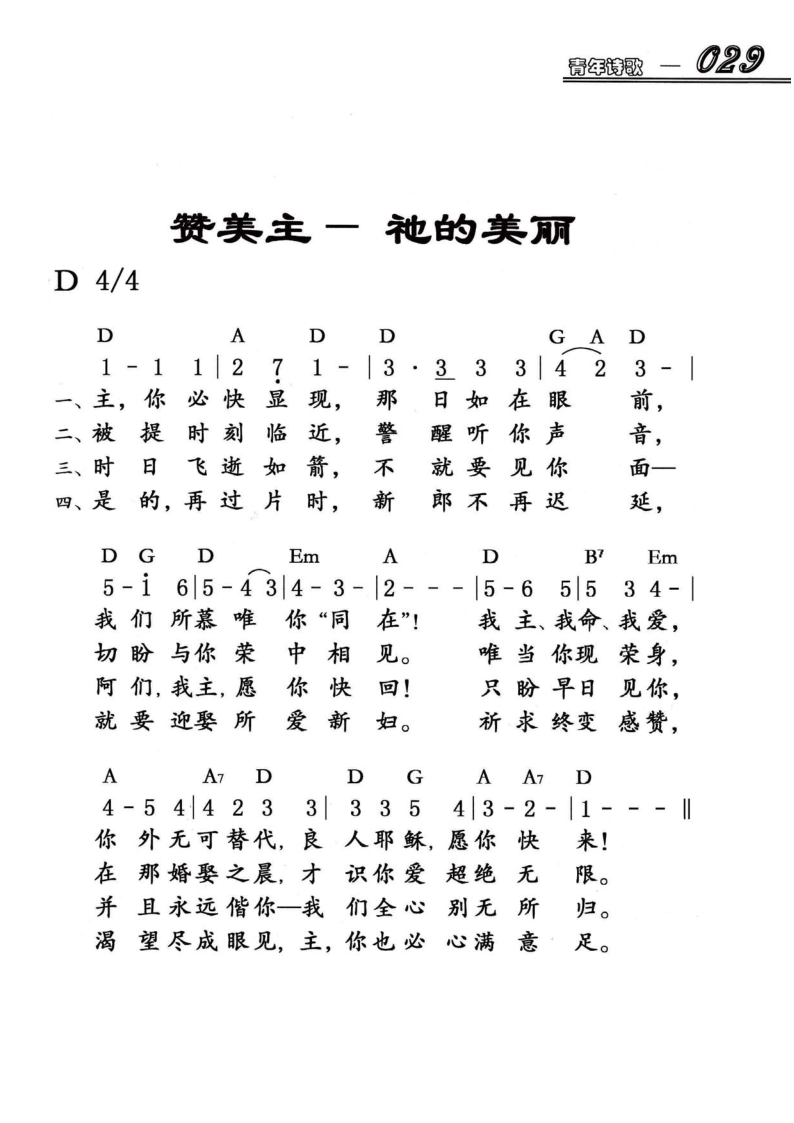 青年诗歌 — 029
赞美主 — 祂的美丽
D 4/4
D A D D G A D
1 - 1 1 | 2 7̣ 1 - | 3 · 3 3 3 | 4 2 3 - |
一、主，你必快显现，那日如在眼前，
二、被提时刻临近，警醒听你声音，
三、时日飞逝如箭，不就要见你面—
四、是的，再过片时，新郎不再迟延，
D G D Em A D B⁷ Em
5 - i 6 | 5 - 4 3 | 4 - 3 - | 2 - - - | 5 - 6 5 | 5 3 4 - |
我们所慕唯你“同在”！我主、我命、我爱，
切盼与你荣中相见。唯当你现荣身，
阿们，我主，愿你快回！只盼早日见你，
就要迎娶所爱新妇。祈求终变感赞，
A A7 D D G A A7 D
4 - 5 4 | 4 2 3 3 | 3 3 5 4 | 3 - 2 - | 1 - - - ‖
你外无可替代，良人耶稣，愿你快来！
在那婚娶之晨，才识你爱超绝无限。
并且永远偕你—我们全心别无所归。
渴望尽成眼见，主，你也必心满意足。